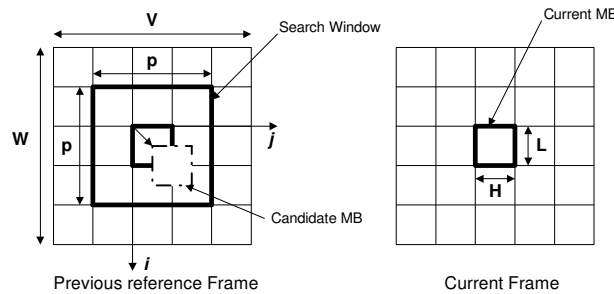 V
Search Window
p
W
p
j
Candidate MB
i
Previous reference Frame
Current MB
L
H
Current Frame